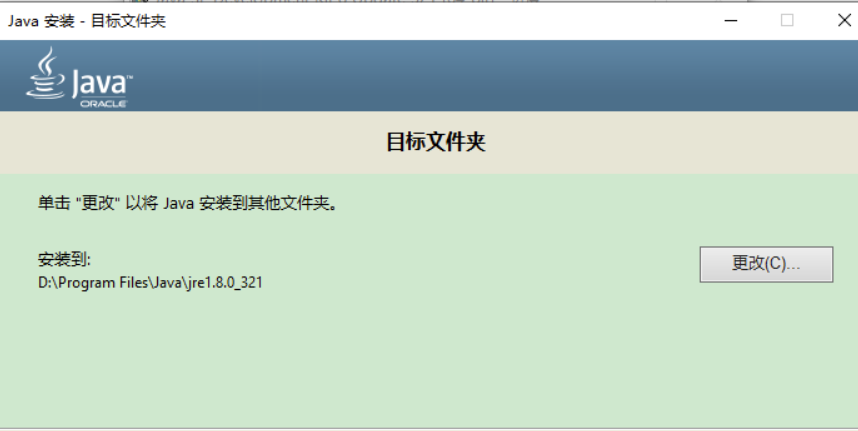 Java 安装 - 目标文件夹
Java™
ORACLE
目标文件夹
单击 "更改" 以将 Java 安装到其他文件夹。
安装到:
更改(C)...
D:\Program Files\Java\jre1.8.0_321